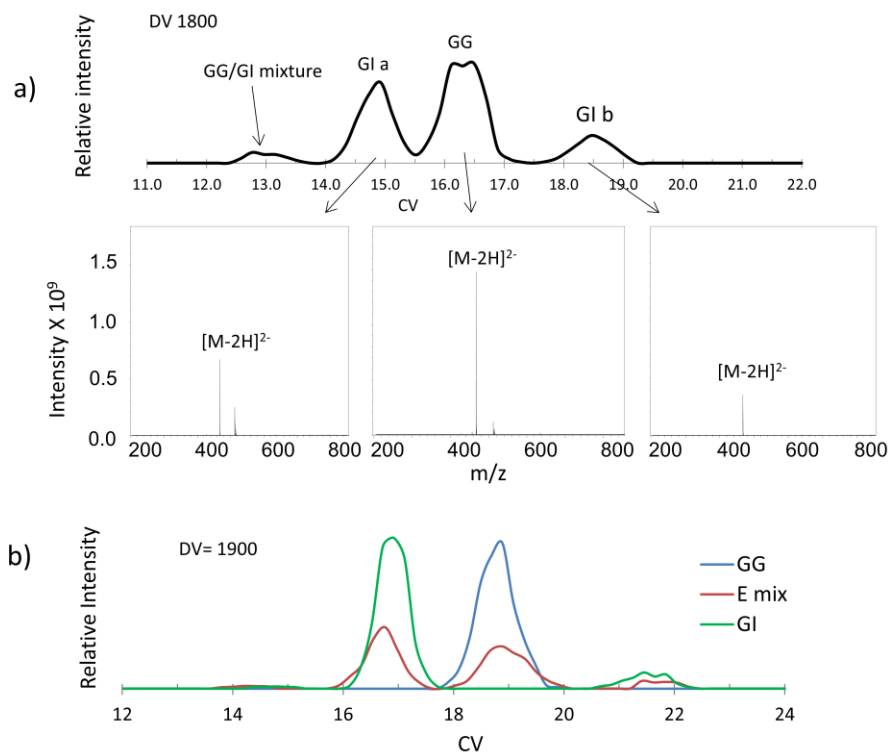 DV 1800
a)
Relative intensity
GG/GI mixture
GI a
GG
GI b
11.0 12.0 13.0 14.0 15.0 16.0 17.0 18.0 19.0 20.0 21.0 22.0
CV
Intensity X 10⁹
1.5
1.0
0.5
0.0
[M-2H]²⁻
[M-2H]²⁻
[M-2H]²⁻
200 400 600 800
200 400 600 800
200 400 600 800
m/z
b)
DV= 1900
Relative Intensity
GG
E mix
GI
12 14 16 18 20 22 24
CV